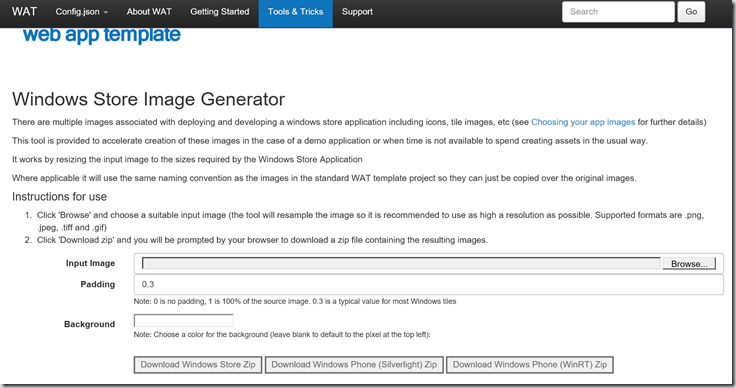 WAT Config.json About WAT Getting Started Tools & Tricks Support Search Go
web app template
Windows Store Image Generator
There are multiple images associated with deploying and developing a windows store application including icons, tile images, etc (see Choosing your app images for further details)
This tool is provided to accelerate creation of these images in the case of a demo application or when time is not available to spend creating assets in the usual way.
It works by resizing the input image to the sizes required by the Windows Store Application
Where applicable it will use the same naming convention as the images in the standard WAT template project so they can just be copied over the original images.
Instructions for use
1. Click 'Browse' and choose a suitable input image (the tool will resample the image so it is recommended to use as high a resolution as possible. Supported formats are .png,
.jpeg, .tiff and .gif)
2. Click 'Download zip' and you will be prompted by your browser to download a zip file containing the resulting images.
Input Image Browse...
Padding 0.3
Note: 0 is no padding, 1 is 100% of the source image. 0.3 is a typical value for most Windows tiles
Background
Note: Choose a color for the background (leave blank to default to the pixel at the top left):
Download Windows Store Zip Download Windows Phone (Silverlight) Zip Download Windows Phone (WinRT) Zip